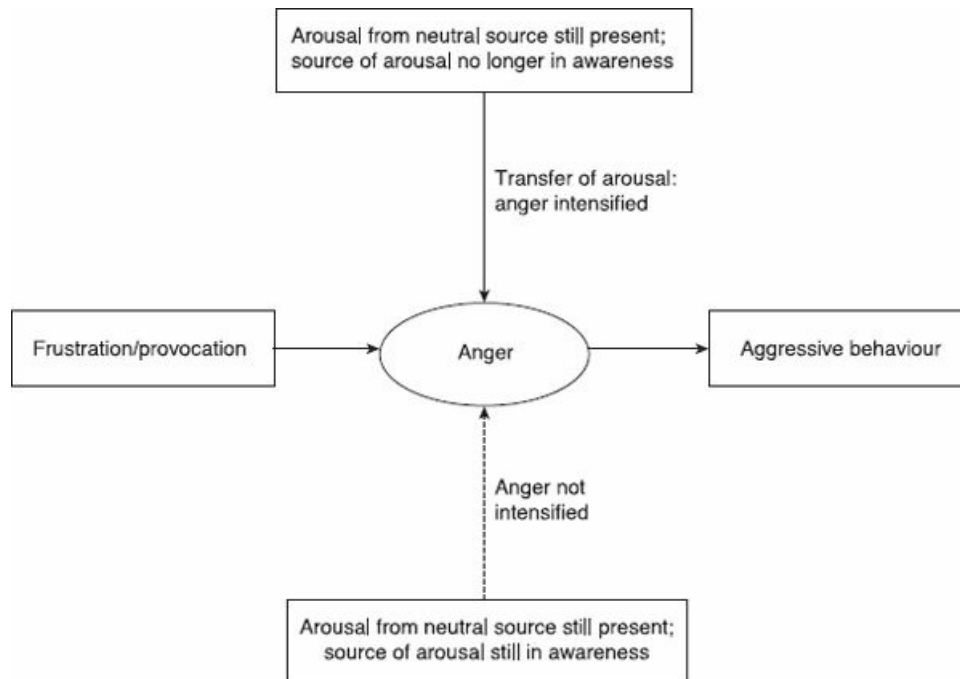 Arousal from neutral source still present;
source of arousal no longer in awareness
Transfer of arousal:
anger intensified
Frustration/provocation
Anger
Aggressive behaviour
Anger not
intensified
Arousal from neutral source still present;
source of arousal still in awareness